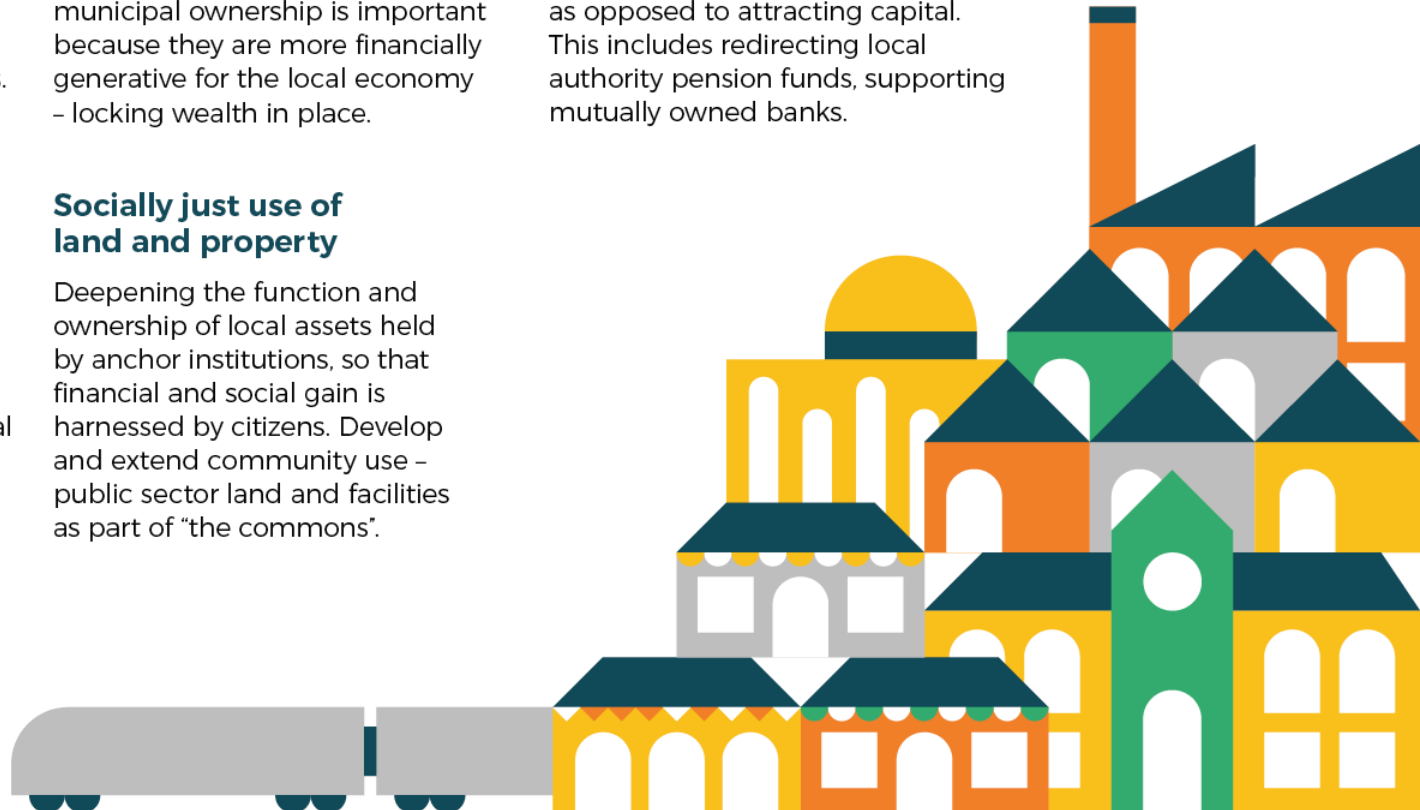 s.
al
municipal ownership is important
because they are more financially
generative for the local economy
– locking wealth in place.
Socially just use of
land and property
Deepening the function and
ownership of local assets held
by anchor institutions, so that
financial and social gain is
harnessed by citizens. Develop
and extend community use –
public sector land and facilities
as part of “the commons”.
as opposed to attracting capital.
This includes redirecting local
authority pension funds, supporting
mutually owned banks.